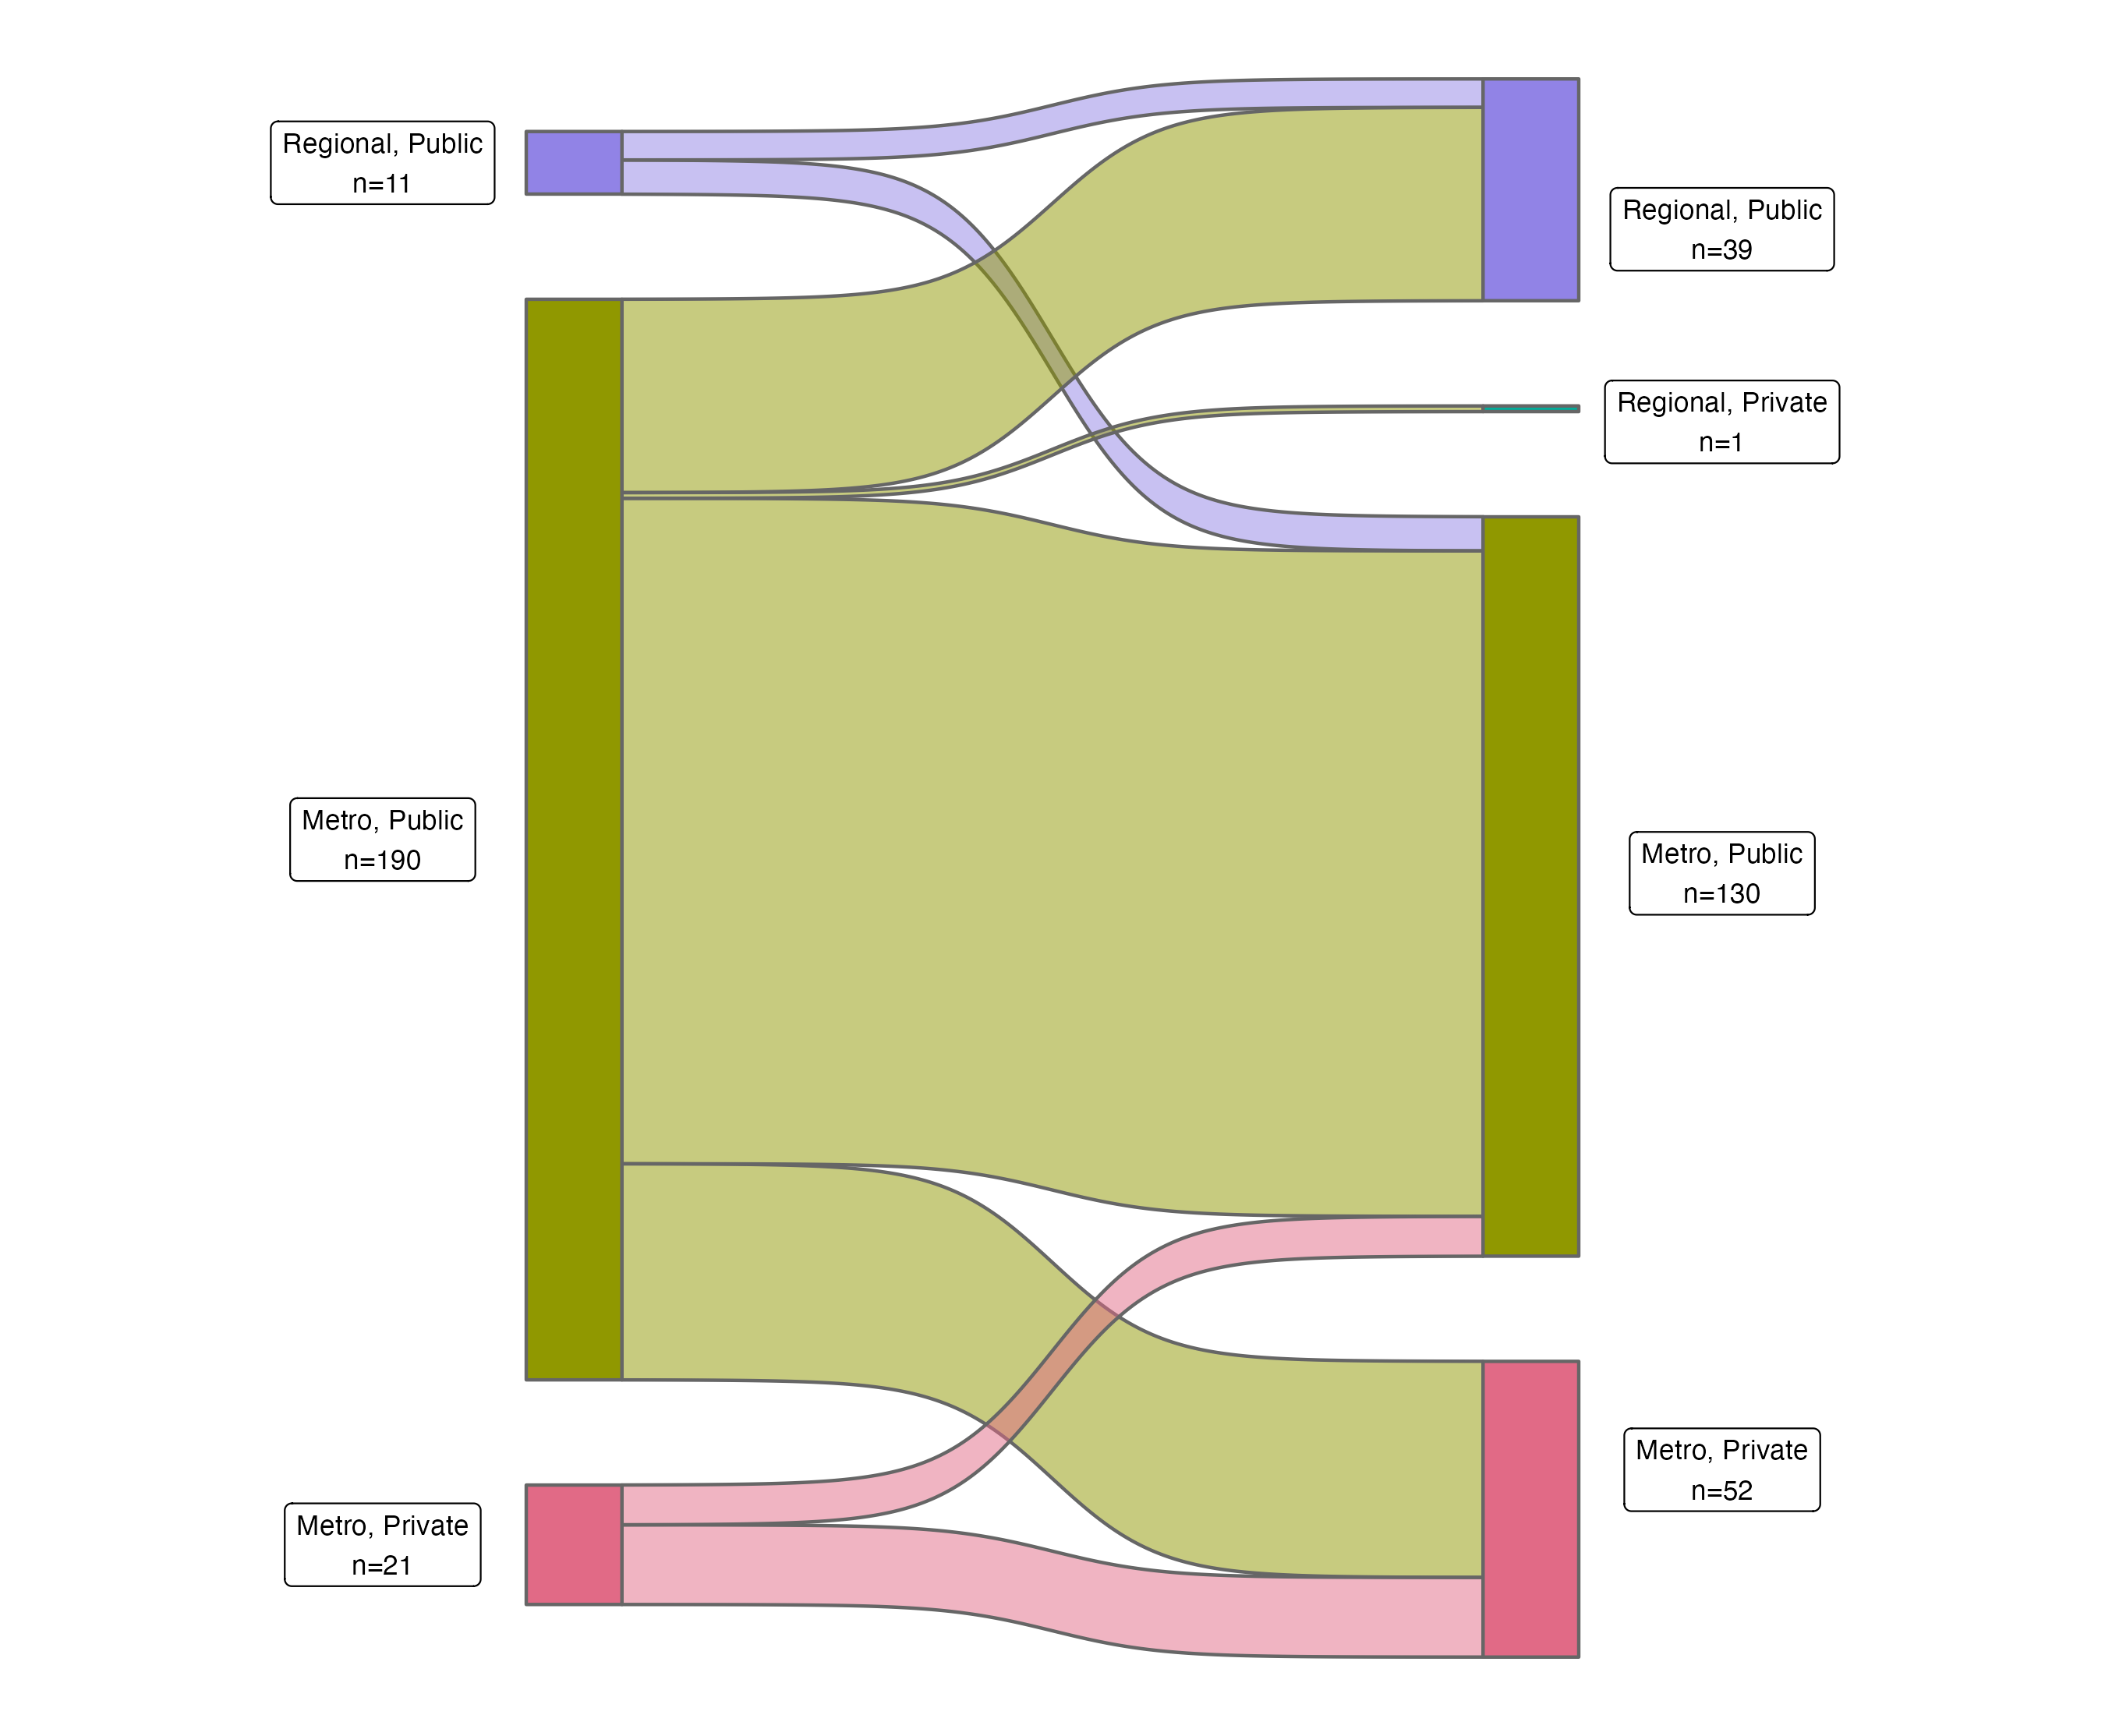 Regional, Public
n=11
Metro, Public
n=190
Metro, Private
n=21
Regional, Public
n=39
Regional, Private
n=1
Metro, Public
n=130
Metro, Private
n=52